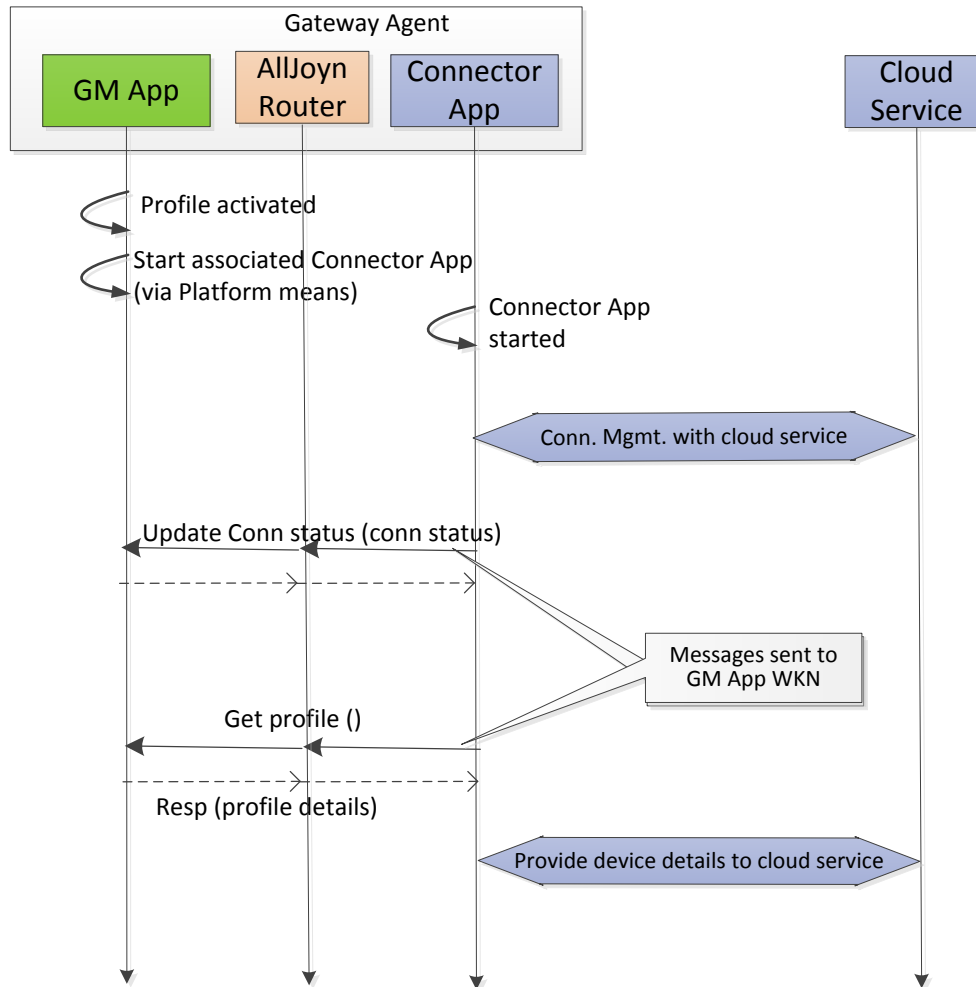 Gateway Agent
GM App
AllJoyn
Router
Connector
App
Cloud
Service
Profile activated
Start associated Connector App
(via Platform means)
Connector App
started
Conn. Mgmt. with cloud service
Update Conn status (conn status)
Messages sent to
GM App WKN
Get profile ()
Resp (profile details)
Provide device details to cloud service